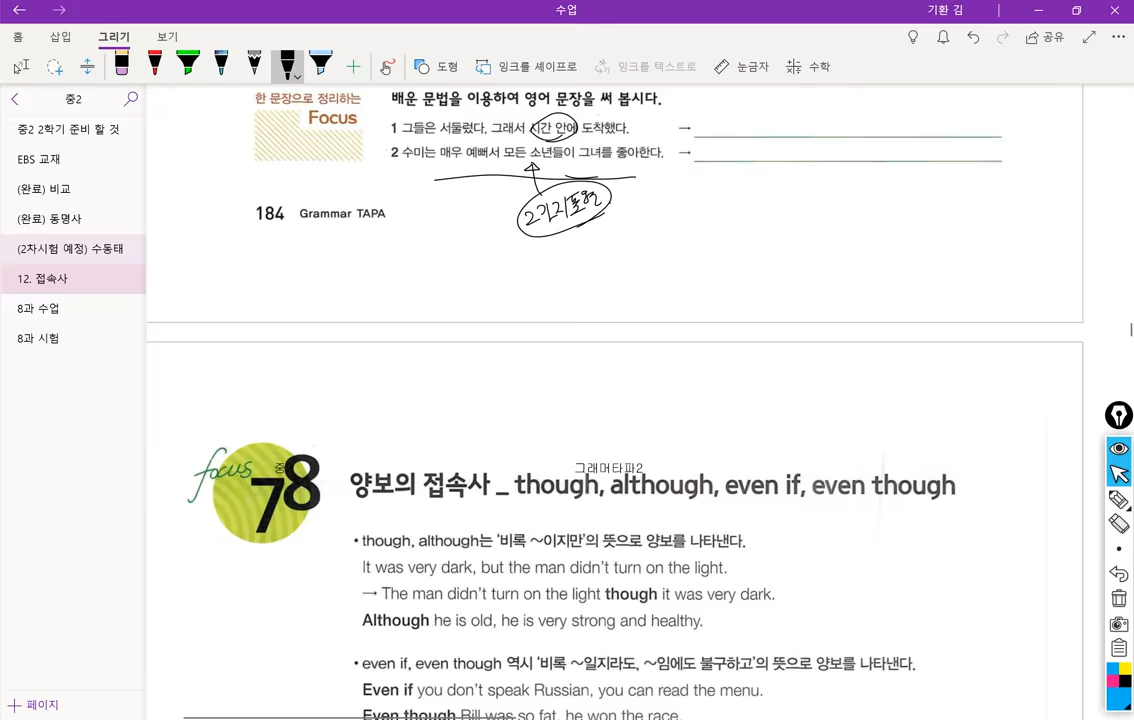 수업
기환 김
홈 삽입 그리기 보기
공유
도형 잉크를 셰이프로 잉크를 텍스트로 눈금자 수학
중2
중2 2학기 준비 할 것
EBS 교재
(완료) 비교
(완료) 동명사
(2차시험 예정) 수동태
12. 접속사
8과 수업
8과 시험
페이지
한 문장으로 정리하는
Focus
배운 문법을 이용하여 영어 문장을 써 봅시다.
1 그들은 서둘렀다. 그래서 시간 안에 도착했다. →
2 수미는 매우 예뻐서 모든 소년들이 그녀를 좋아한다. →
2가지 표현
184 Grammar TAPA
focus
중
78
그래머타파2
양보의 접속사 _ though, although, even if, even though
• though, although는 ‘비록 ~이지만’의 뜻으로 양보를 나타낸다.
It was very dark, but the man didn’t turn on the light.
→ The man didn’t turn on the light though it was very dark.
Although he is old, he is very strong and healthy.
• even if, even though 역시 ‘비록 ~일지라도, ~임에도 불구하고’의 뜻으로 양보를 나타낸다.
Even if you don’t speak Russian, you can read the menu.
Even though Bill was so fat, he won the race.